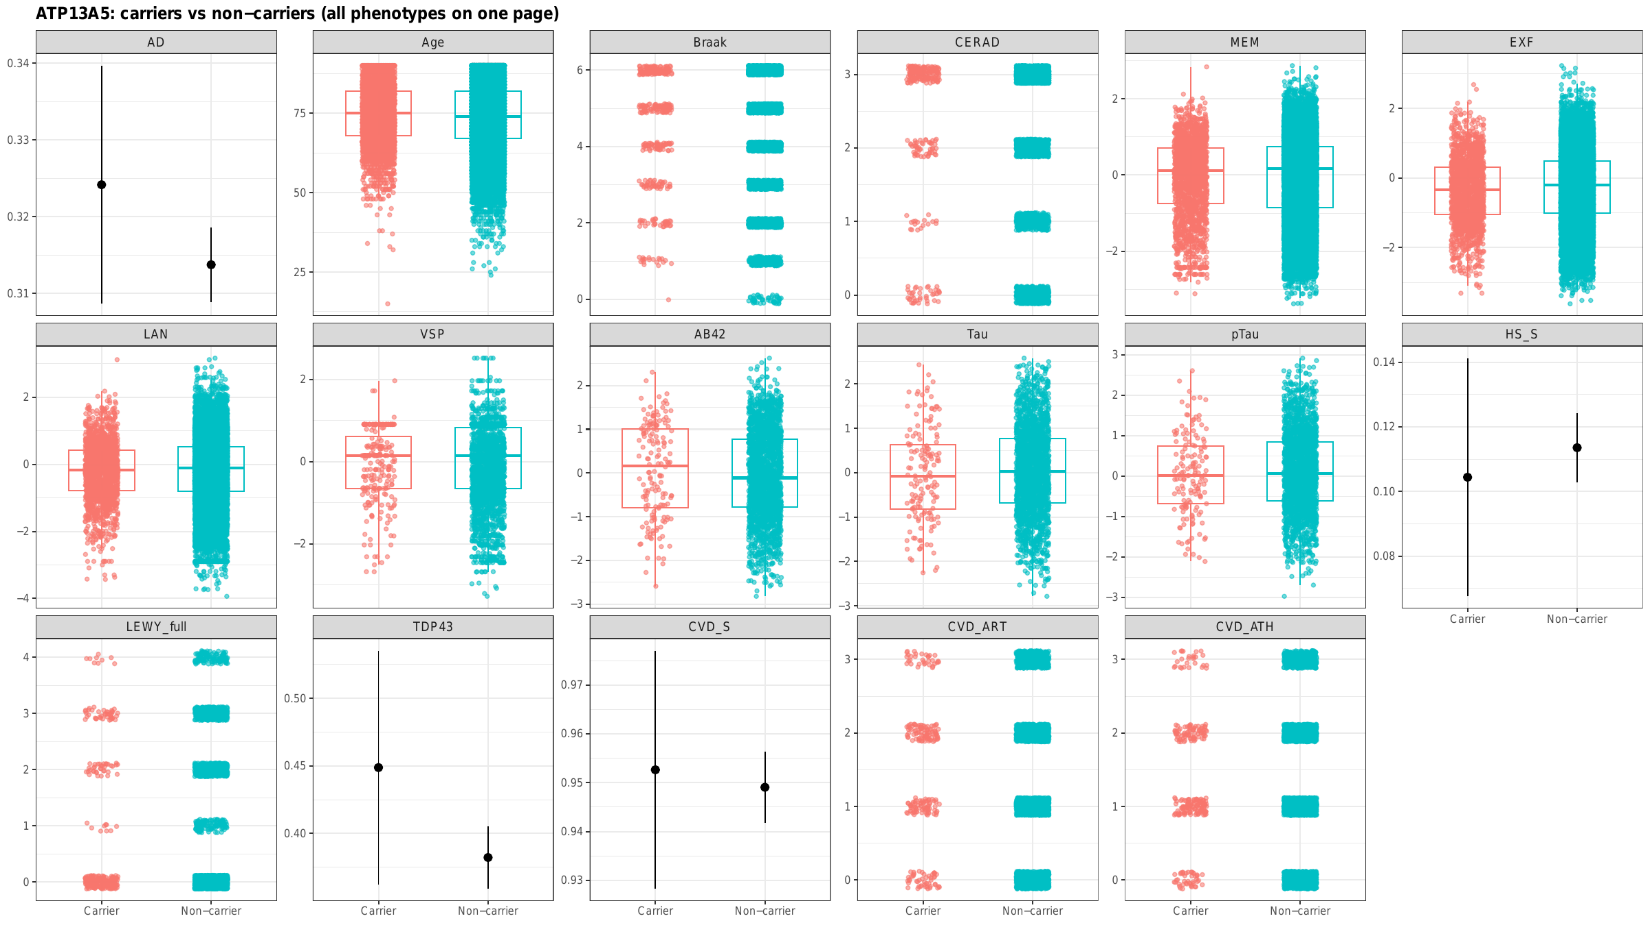 ATP13A5: carriers vs non−carriers (all phenotypes on one page)
AD
Age
Braak
CERAD
MEM
EXF
0.34
0.33
0.32
0.31
75
50
25
6
4
2
0
3
2
1
0
2
0
−2
2
0
−2
LAN
VSP
AB42
Tau
pTau
HS_S
2
0
−2
−4
2
0
−2
2
1
0
−1
−2
−3
2
1
0
−1
−2
−3
3
2
1
0
−1
−2
−3
0.14
0.12
0.10
0.08
Carrier
Non−carrier
LEWY_full
TDP43
CVD_S
CVD_ART
CVD_ATH
4
3
2
1
0
0.50
0.45
0.40
0.97
0.96
0.95
0.94
0.93
3
2
1
0
3
2
1
0
Carrier
Non−carrier
Carrier
Non−carrier
Carrier
Non−carrier
Carrier
Non−carrier
Carrier
Non−carrier